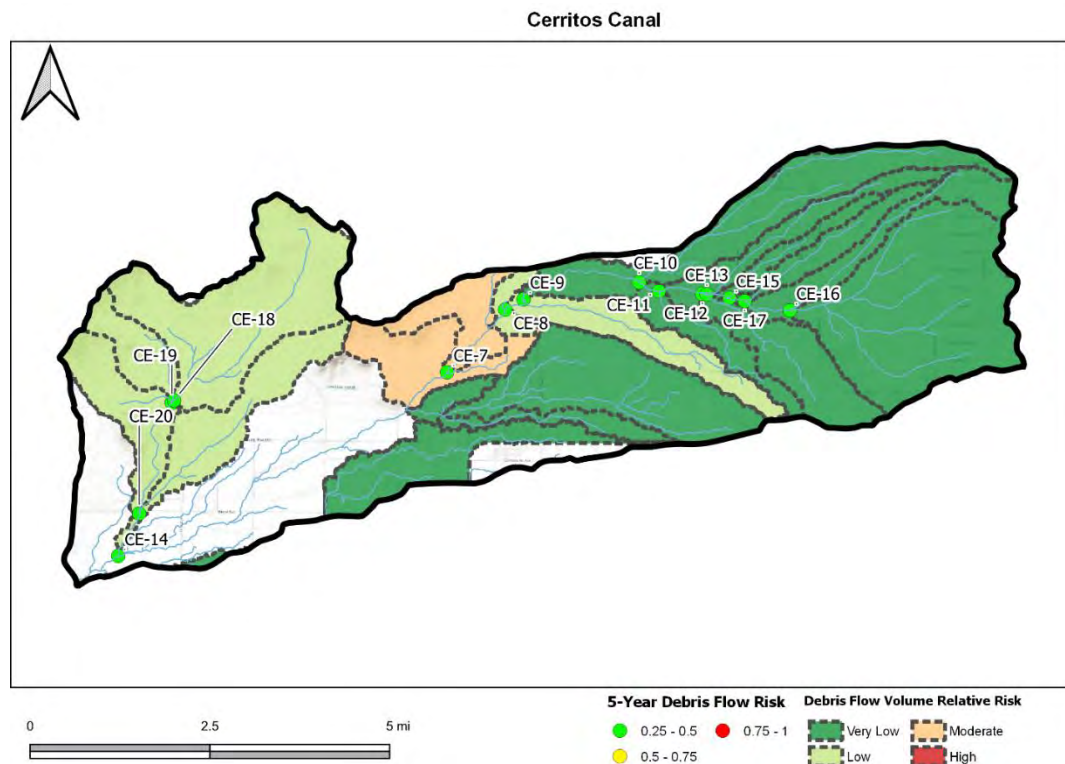 Cerritos Canal
CE-10
CE-13
CE-9
CE-15
CE-16
CE-18
CE-11
CE-12
CE-8
CE-17
CE-19
CE-7
CE-20
CE-14
0 2.5 5 mi
5-Year Debris Flow Risk
0.25 - 0.5 0.75 - 1
0.5 - 0.75
Debris Flow Volume Relative Risk
Very Low Moderate
Low High